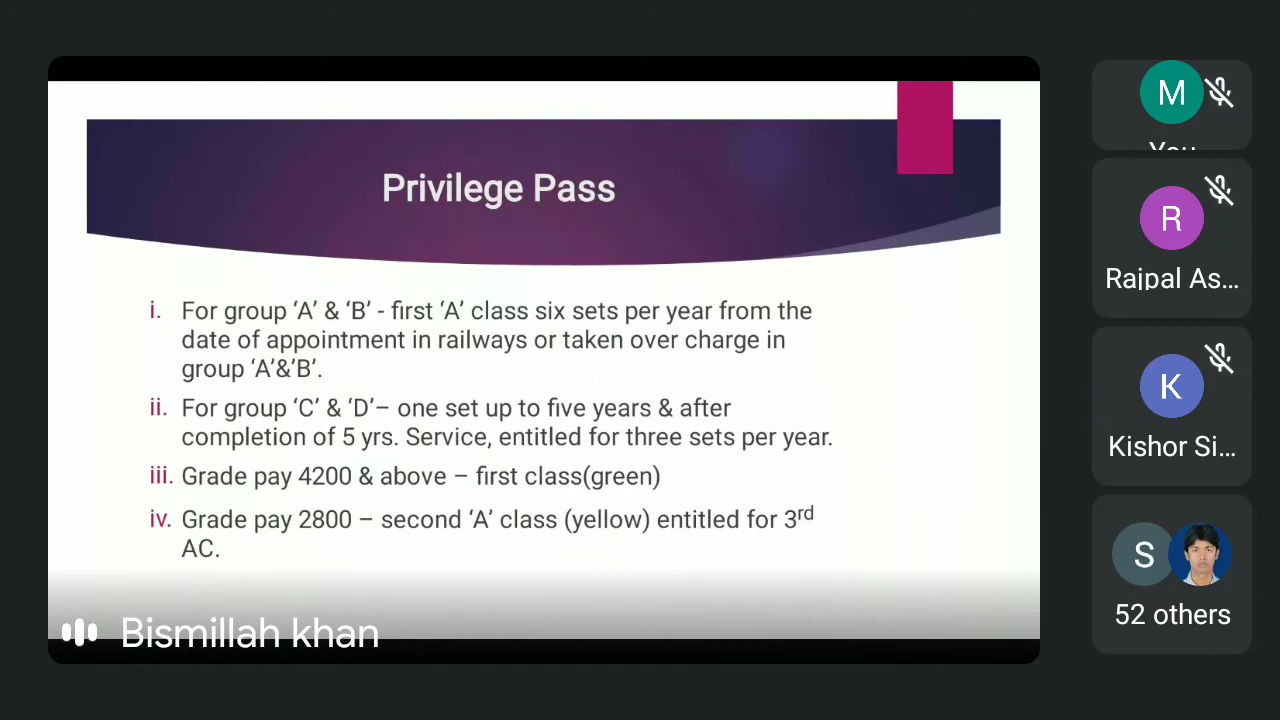 Privilege Pass
i. For group ‘A’ & ‘B’ - first ‘A’ class six sets per year from the
date of appointment in railways or taken over charge in
group ‘A’&’B’.
ii. For group ‘C’ & ‘D’– one set up to five years & after
completion of 5 yrs. Service, entitled for three sets per year.
iii. Grade pay 4200 & above – first class(green)
iv. Grade pay 2800 – second ‘A’ class (yellow) entitled for 3rd
AC.
Bismillah khan
M
You
R
Rajpal As...
K
Kishor Si...
S
52 others